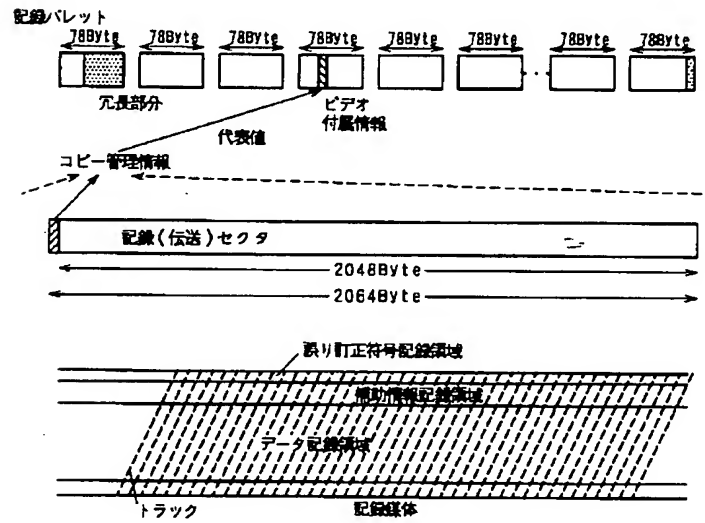 記録パレット
78Byte 78Byte 78Byte 78Byte 78Byte 78Byte 78Byte 78Byte
冗長部分
ビデオ
付属情報
代表値
コピー管理情報
記録(伝送)セクタ
2048Byte
2064Byte
誤り訂正符号記録領域
補助情報記録領域
データ記録領域
トラック
記録媒体